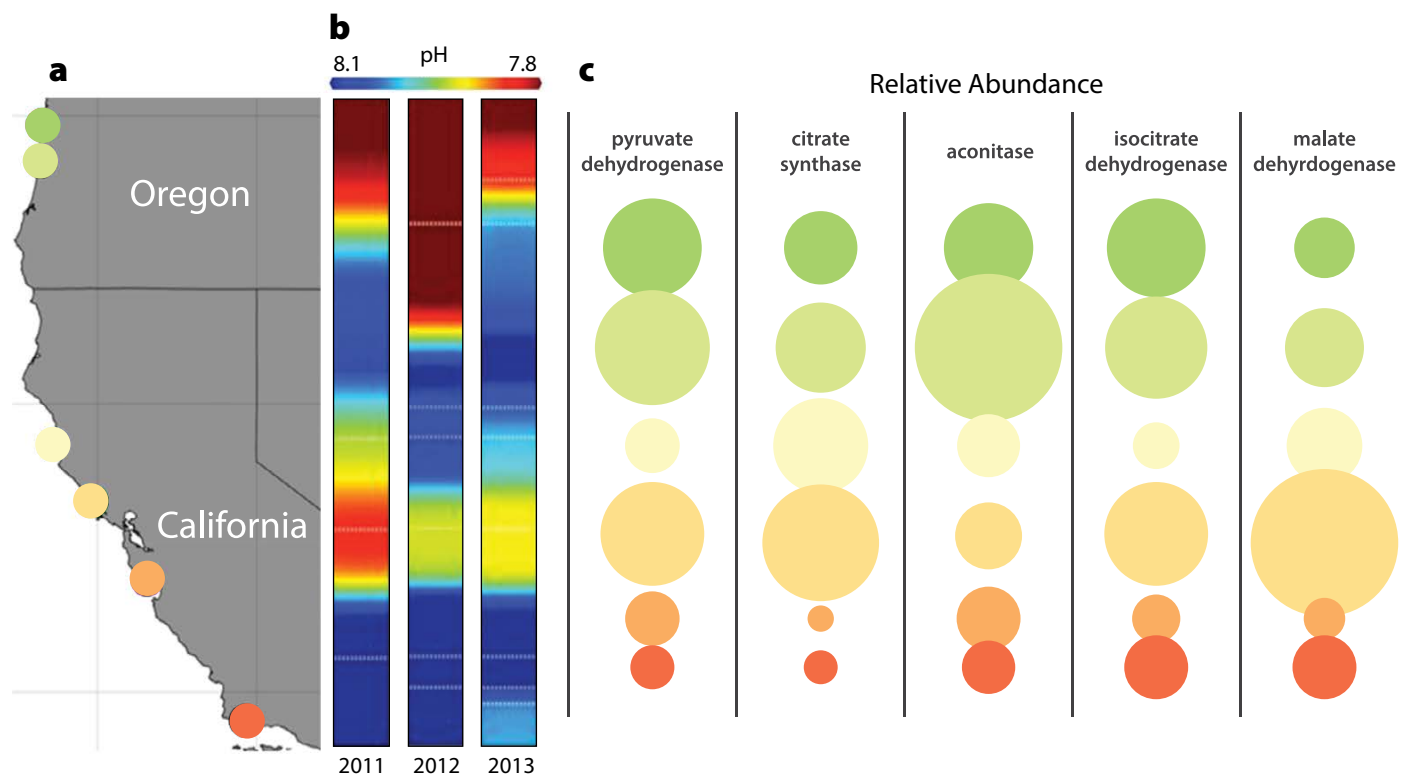 a
Oregon
California
b
pH
8.1 7.8
2011 2012 2013
c
Relative Abundance
pyruvate
dehydrogenase
citrate
synthase
aconitase
isocitrate
dehydrogenase
malate
dehyrdogenase